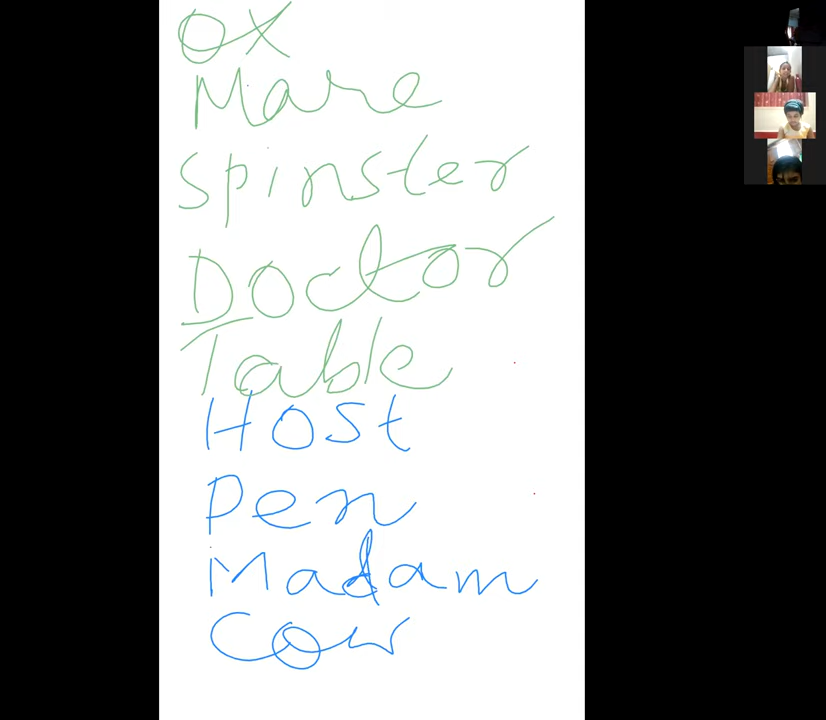 Ox
Mare
Spinster
Doctor
Table
Host
Pen
Madam
Cow